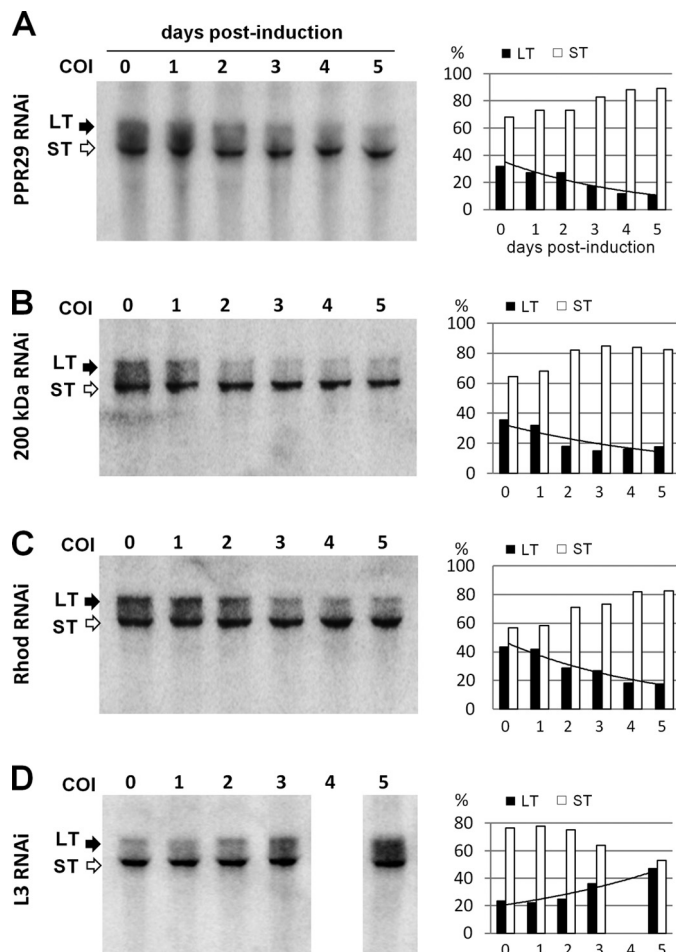 A
days post-induction
COI 0 1 2 3 4 5
LT
ST
PPR29 RNAi
% LT ST
100
80
60
40
20
0
0 1 2 3 4 5
days post-induction
B
COI 0 1 2 3 4 5
LT
ST
200 kDa RNAi
% LT ST
100
80
60
40
20
0
0 1 2 3 4 5
C
COI 0 1 2 3 4 5
LT
ST
Rhod RNAi
% LT ST
100
80
60
40
20
0
0 1 2 3 4 5
D
COI 0 1 2 3 4 5
LT
ST
L3 RNAi
% LT ST
80
60
40
20
0
0 1 2 3 4 5